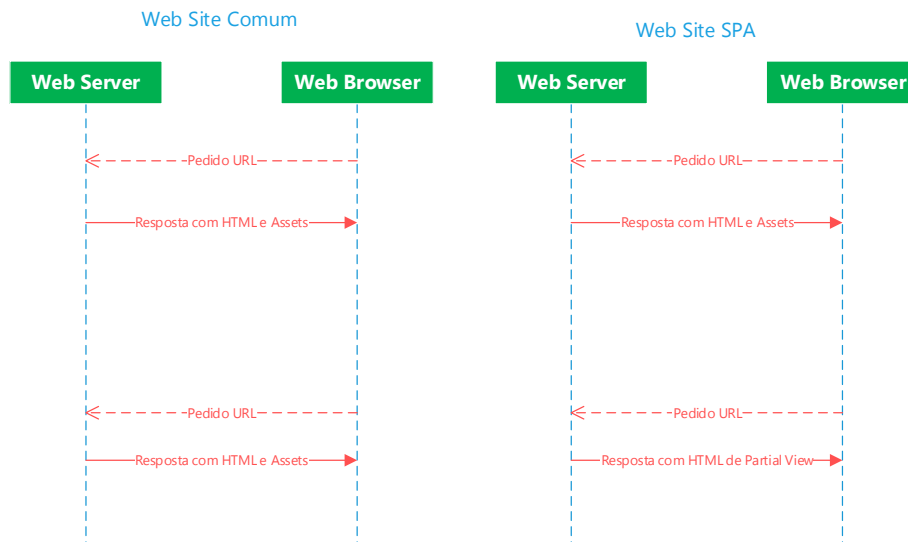 Web Site Comum
Web Server
Web Browser
Pedido URL
Resposta com HTML e Assets
Pedido URL
Resposta com HTML e Assets
Web Site SPA
Web Server
Web Browser
Pedido URL
Resposta com HTML e Assets
Pedido URL
Resposta com HTML de Partial View